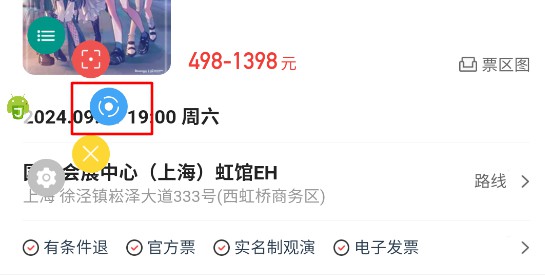 498-1398元
票区图
2024.09. 19:00 周六
国 会展中心（上海）虹馆EH
上海 徐泾镇崧泽大道333号(西虹桥商务区)
路线
有条件退 官方票 实名制观演 电子发票